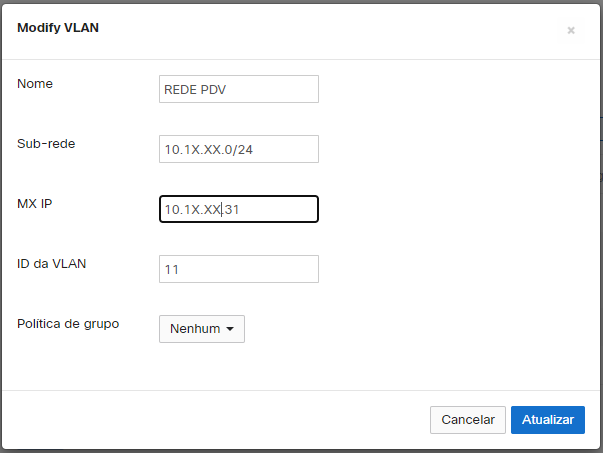 Modify VLAN
×
Nome
REDE PDV
Sub-rede
10.1X.XX.0/24
MX IP
10.1X.XX.31
ID da VLAN
11
Política de grupo
Nenhum
Cancelar
Atualizar